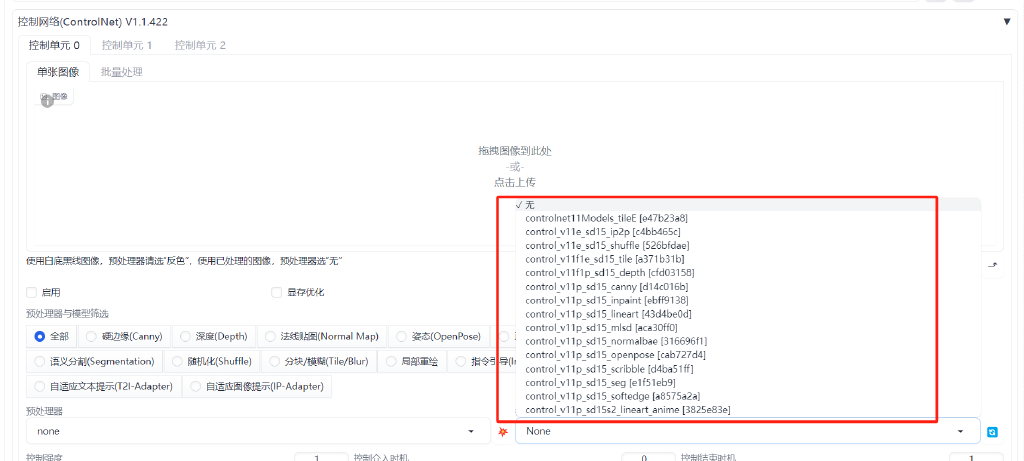 控制网络(ControlNet) V1.1.422
控制单元 0 控制单元 1 控制单元 2
单张图像 批量处理
图像
拖拽图像到此处
-或-
点击上传
✓ 无
controlnet11Models_tileE [e47b23a8]
control_v11e_sd15_ip2p [c4bb465c]
control_v11e_sd15_shuffle [526bfdae]
control_v11f1e_sd15_tile [a371b31b]
control_v11f1p_sd15_depth [cfd03158]
control_v11p_sd15_canny [d14c016b]
control_v11p_sd15_inpaint [ebff9138]
control_v11p_sd15_lineart [43d4be0d]
control_v11p_sd15_mlsd [aca30ff0]
control_v11p_sd15_normalbae [316696f1]
control_v11p_sd15_openpose [cab727d4]
control_v11p_sd15_scribble [d4ba51ff]
control_v11p_sd15_seg [e1f51eb9]
control_v11p_sd15_softedge [a8575a2a]
control_v11p_sd15s2_lineart_anime [3825e83e]
使用白底黑线图像，预处理器请选“反色”，使用已处理的图像，预处理器选“无”
启用 显存优化
预处理器与模型筛选
全部 硬边缘(Canny) 深度(Depth) 法线贴图(Normal Map) 姿态(OpenPose)
语义分割(Segmentation) 随机化(Shuffle) 分块/模糊(Tile/Blur) 局部重绘 指令引导(In
自适应文本提示(T2I-Adapter) 自适应图像提示(IP-Adapter)
预处理器
none None
控制强度 1 控制介入时机 0 控制结束时机 1